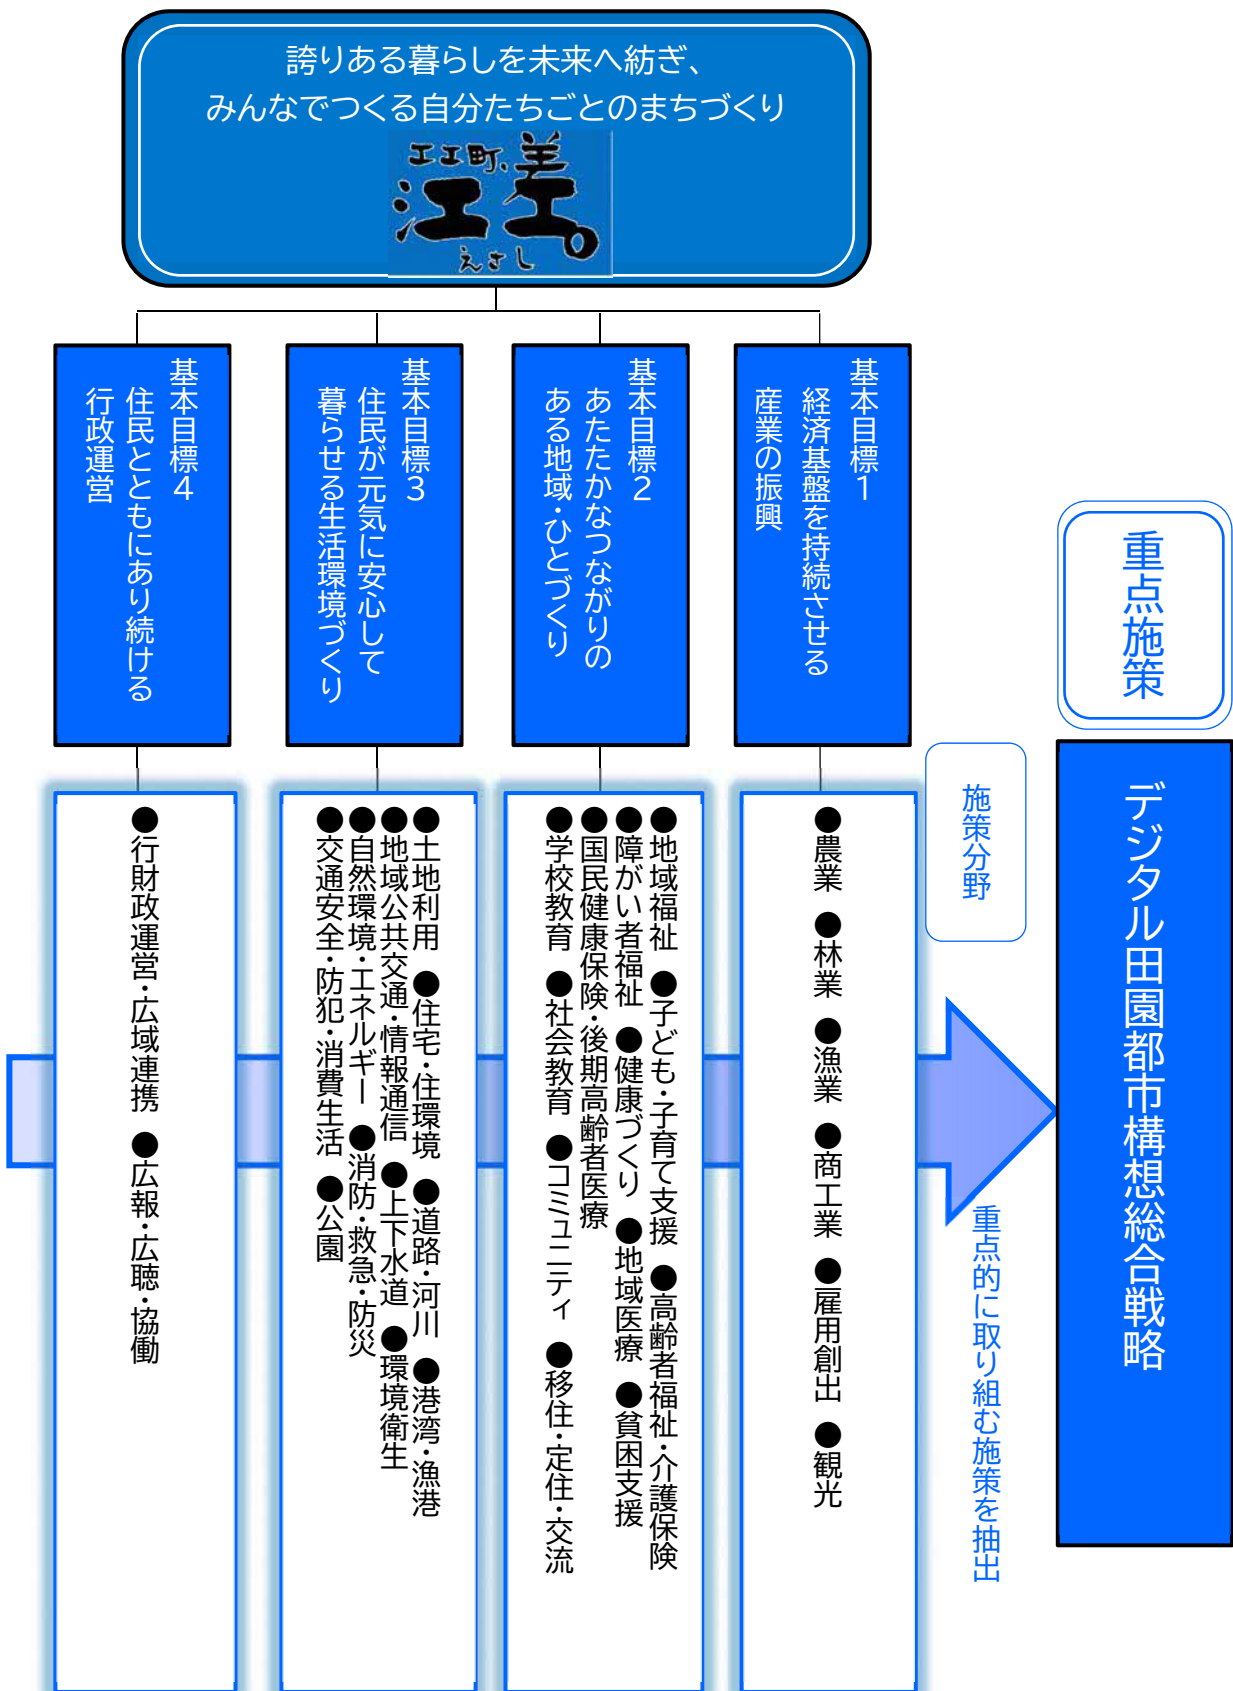 誇りある暮らしを未来へ紡ぎ、
みんなでつくる自分たちごとのまちづくり
エエ町、
江差。
えさし
基本目標1
経済基盤を持続させる
産業の振興
基本目標2
あたたかなつながりの
ある地域・ひとづくり
基本目標3
住民が元気に安心して
暮らせる生活環境づくり
基本目標4
住民とともにあり続ける
行政運営
重点施策
デジタル田園都市構想総合戦略
施策分野
重点的に取り組む施策を抽出
●農業 ●林業 ●漁業 ●商工業 ●雇用創出 ●観光
●地域福祉 ●子ども・子育て支援 ●高齢者福祉・介護保険
●障がい者福祉 ●健康づくり ●地域医療 ●貧困支援
●国民健康保険・後期高齢者医療
●学校教育 ●社会教育 ●コミュニティ ●移住・定住・交流
●土地利用 ●住宅・住環境 ●道路・河川 ●港湾・漁港
●地域公共交通・情報通信 ●上下水道 ●環境衛生
●自然環境・エネルギー ●消防・救急・防災
●交通安全・防犯・消費生活 ●公園
●行財政運営・広域連携 ●広報・広聴・協働